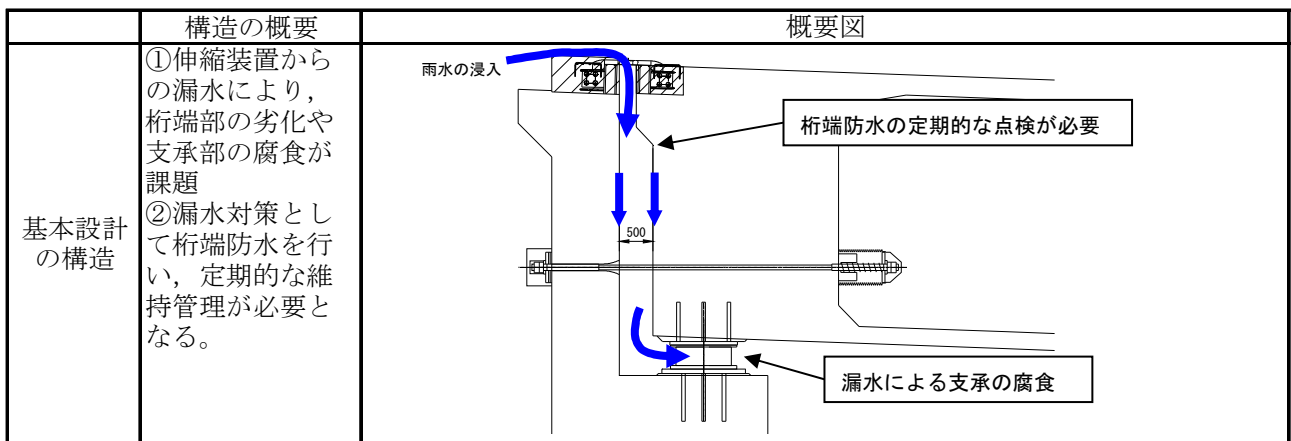 構造の概要
概要図
基本設計
の構造
①伸縮装置から
の漏水により，
桁端部の劣化や
支承部の腐食が
課題
②漏水対策とし
て桁端防水を行
い，定期的な維
持管理が必要と
なる。
雨水の浸入
桁端防水の定期的な点検が必要
500
漏水による支承の腐食